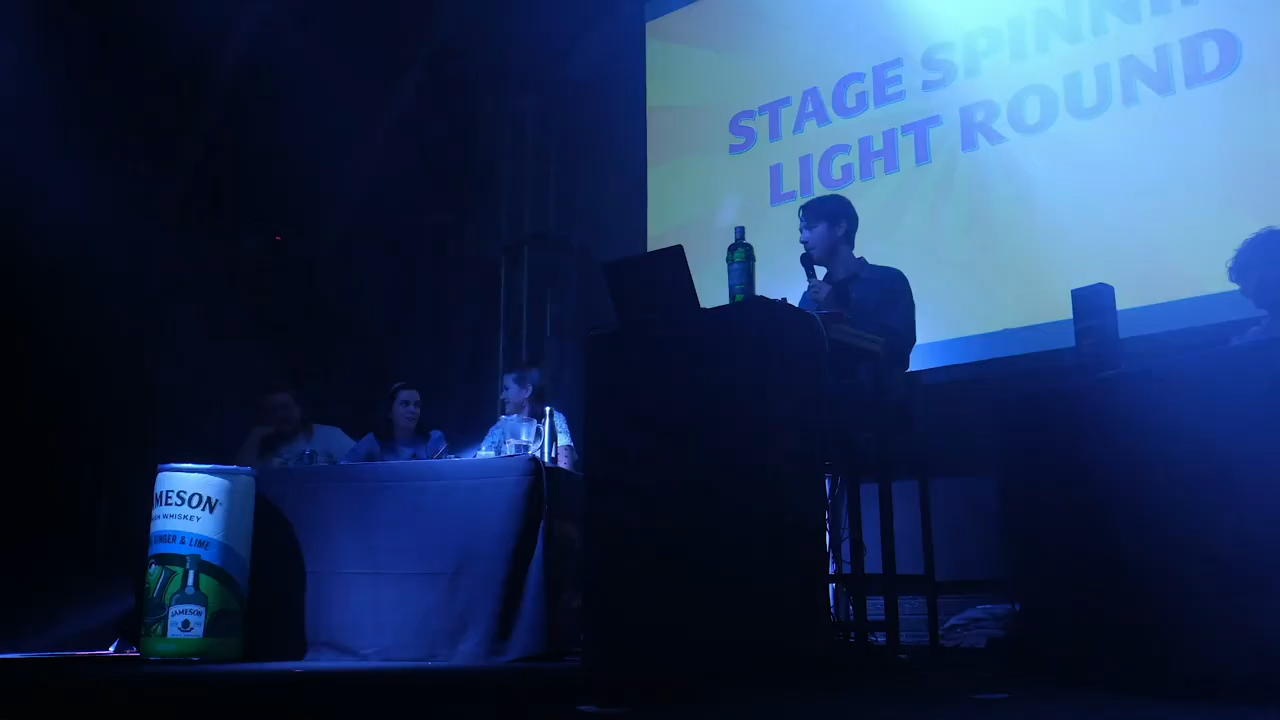 STAGE SPINNI
LIGHT ROUND
MESON
WHISKEY
GINGER & LIME
JAMESON